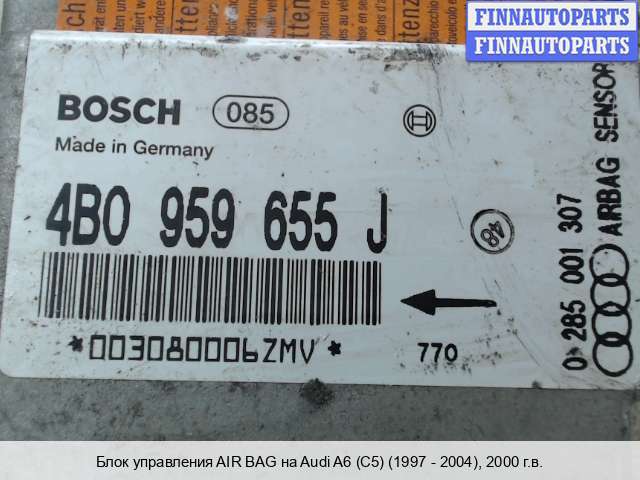 FINNAUTOPARTS
FINNAUTOPARTS
BOSCH 085
Made in Germany
4B0 959 655 J
48
*003080006ZMV*
770
0 285 001 307
AIRBAG SENSOR
Блок управления AIR BAG на Audi A6 (C5) (1997 - 2004), 2000 г.в.